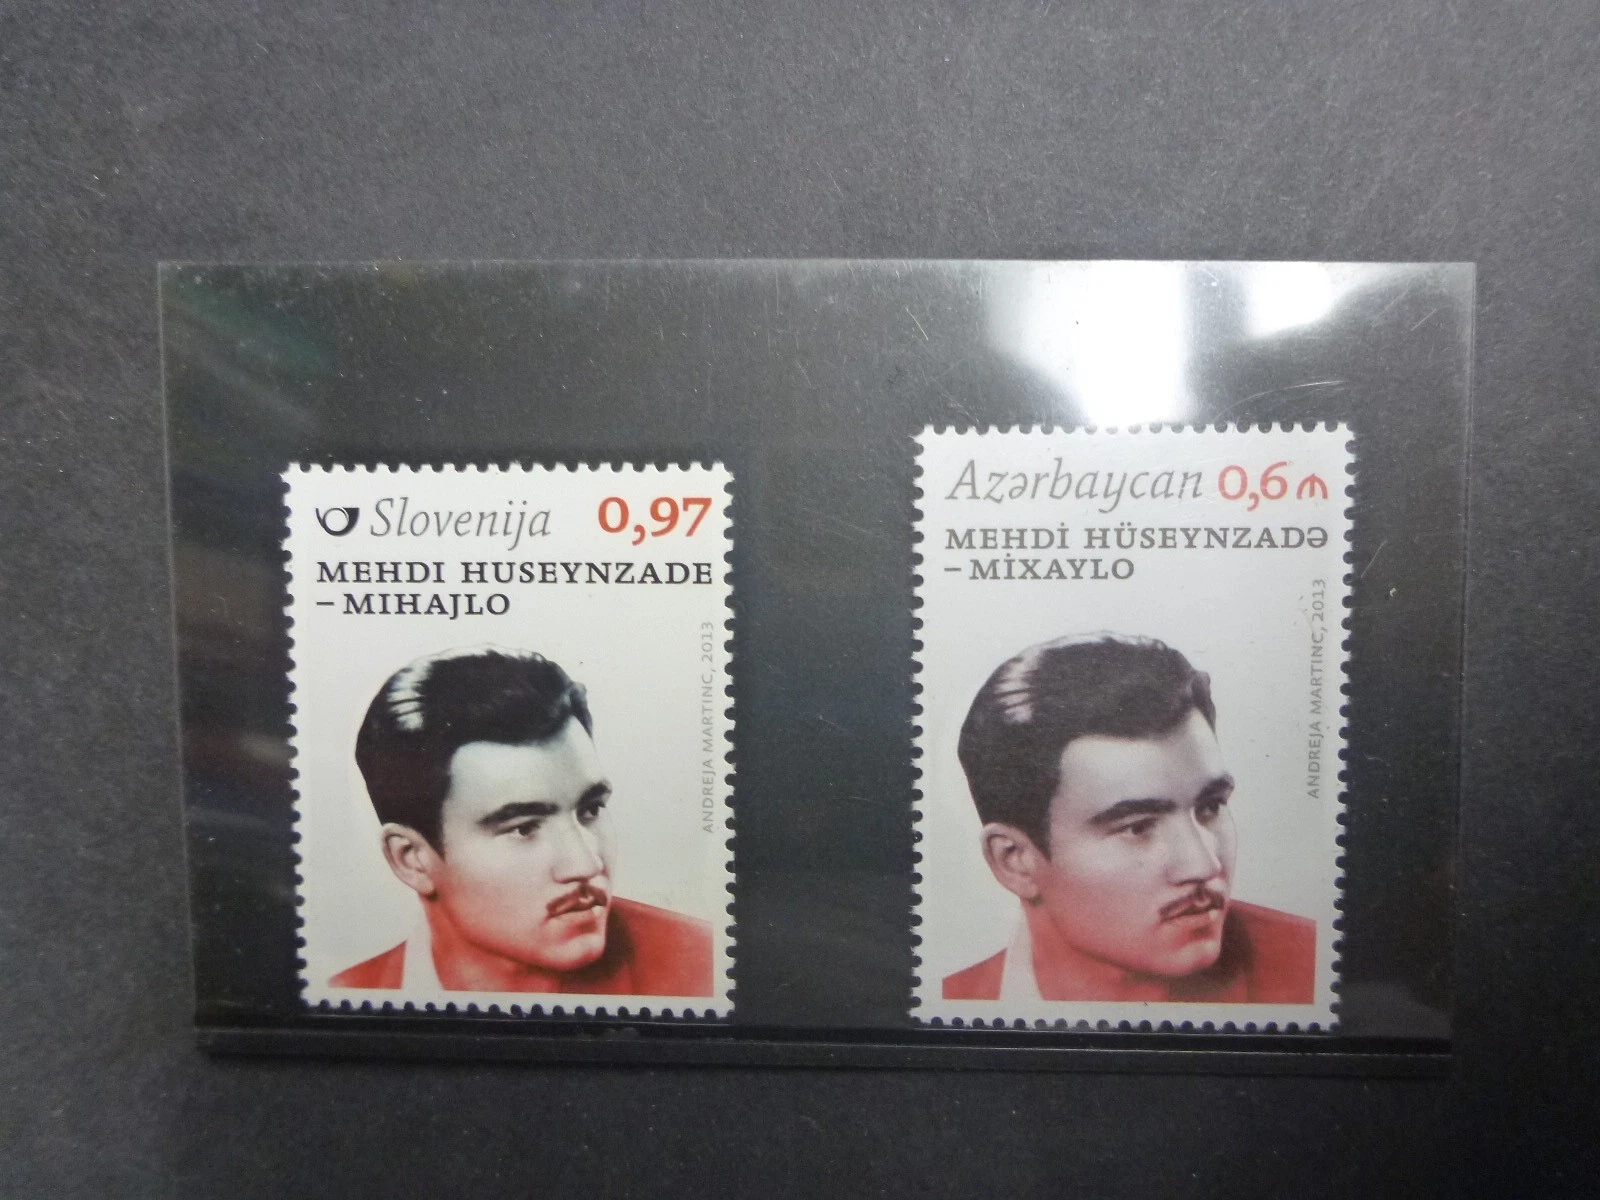 Slovenija 0,97
MEHDI HUSEYNZADE
– MIHAJLO
ANDREJA MARTINC, 2013
Azərbaycan 0,6 ₼
MEHDİ HÜSEYNZADƏ
– MİXAYLO
ANDREJA MARTINC, 2013